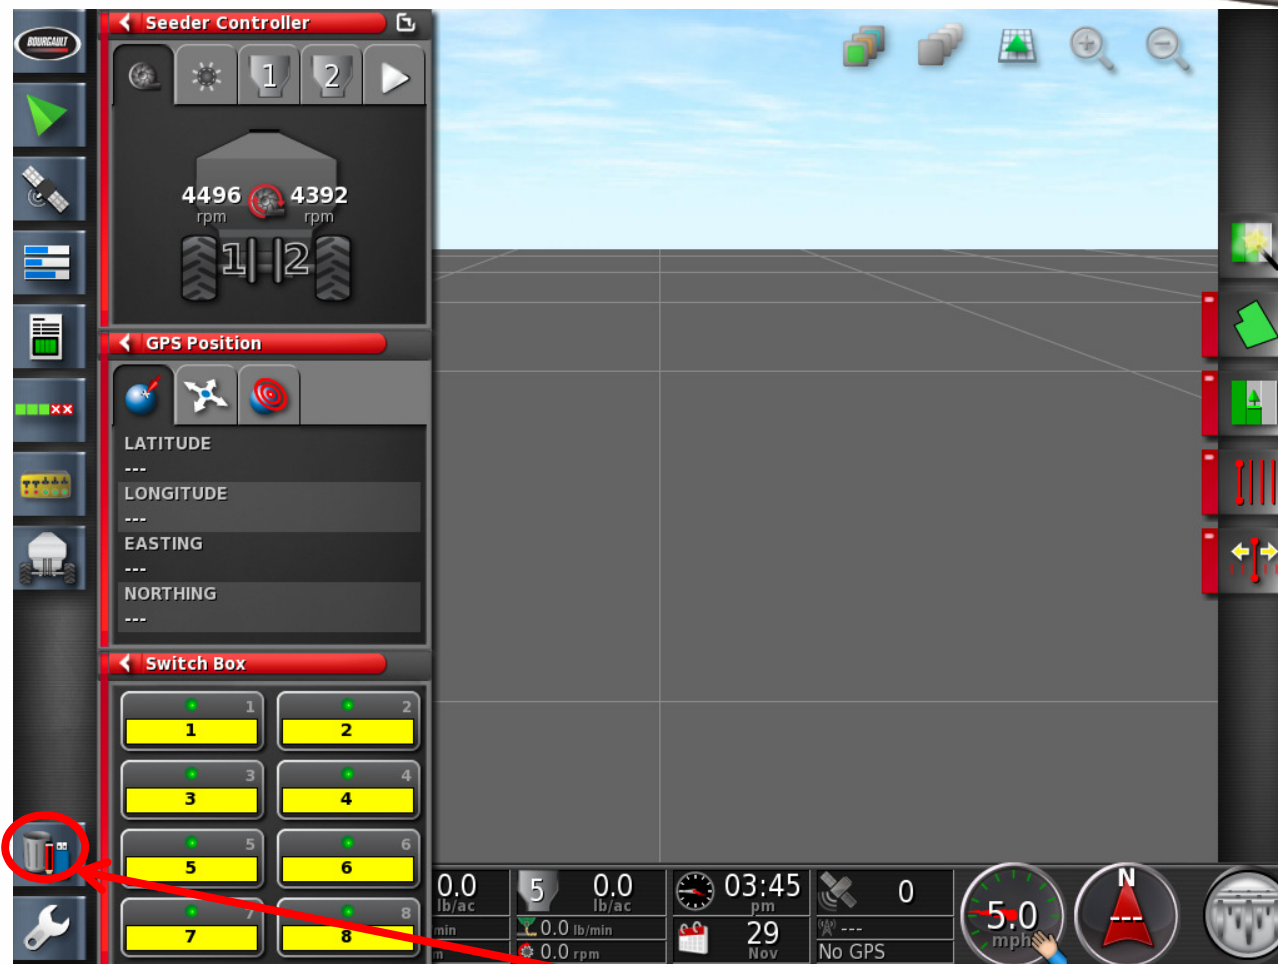 BOURGAULT
Seeder Controller
1 2
4496 4392
rpm rpm
1 2
GPS Position
LATITUDE
---
LONGITUDE
---
EASTING
---
NORTHING
---
Switch Box
1 2
1 2
3 4
3 4
5 6
5 6
7 8
7 8
0.0 5 0.0 03:45 0
lb/ac lb/ac pm
min 0.0 lb/min 29 ---
m 0.0 rpm Nov No GPS
5.0
mph
N
---